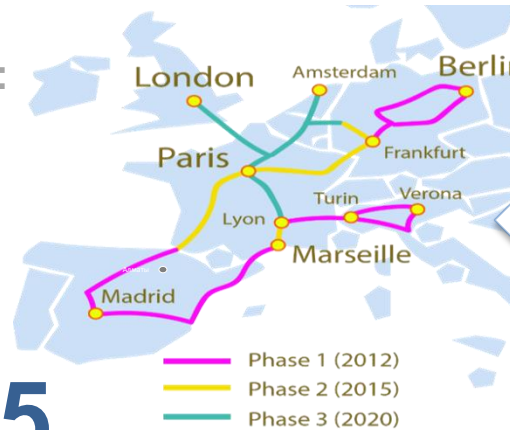 :
London
Amsterdam
Berlin
Paris
Frankfurt
Turin
Verona
Lyon
Marseille
Madrid
Phase 1 (2012)
Phase 2 (2015)
Phase 3 (2020)
5